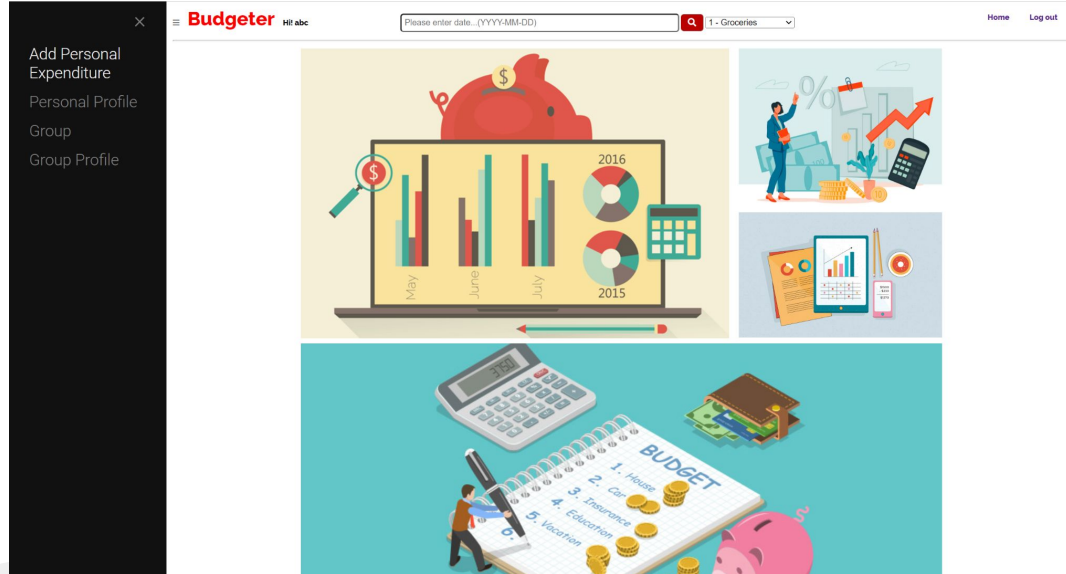 ×
Add Personal
Expenditure
Personal Profile
Group
Group Profile
≡ Budgeter Hi! abc
Please enter date...(YYYY-MM-DD)
1 - Groceries
Home Log out
$
$
2016
2015
May
June
July
%
3750
BUDGET
1. House
2. Car
3. Insurance
4. Education
5. Vacation
6.